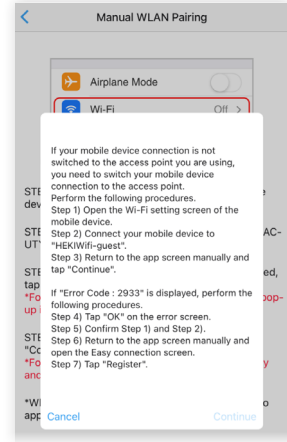 Manual WLAN Pairing
Airplane Mode
Wi-Fi
Off
If your mobile device connection is not
switched to the access point you are using,
you need to switch your mobile device
connection to the access point.
Perform the following procedures.
Step 1) Open the Wi-Fi setting screen of the
mobile device.
Step 2) Connect your mobile device to
"HEKIWifi-guest".
Step 3) Return to the app screen manually and
tap "Continue".
If "Error Code : 2933" is displayed, perform the
following procedures.
Step 4) Tap "OK" on the error screen.
Step 5) Confirm Step 1) and Step 2).
Step 6) Return to the app screen manually and
open the Easy connection screen.
Step 7) Tap "Register".
Cancel
Continue